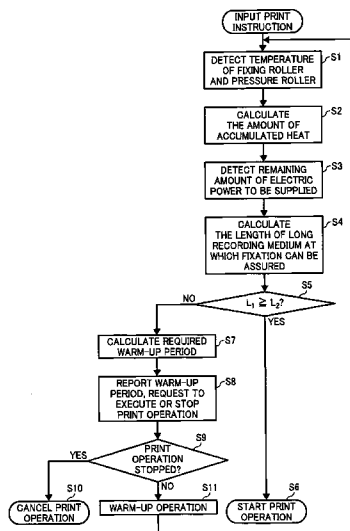 INPUT PRINT
INSTRUCTION
S1
DETECT TEMPERATURE
OF FIXING ROLLER
AND PRESSURE ROLLER
S2
CALCULATE
THE AMOUNT OF
ACCUMULATED HEAT
S3
DETECT REMAINING
AMOUNT OF ELECTRIC
POWER TO BE SUPPLIED
S4
CALCULATE
THE LENGTH OF LONG
RECORDING MEDIUM AT
WHICH FIXATION CAN BE
ASSURED
S5
L₁ ≧ L₂?
NO
YES
CALCULATE REQUIRED
WARM-UP PERIOD
S7
S8
REPORT WARM-UP
PERIOD, REQUEST TO
EXECUTE OR STOP
PRINT OPERATION
S9
PRINT
OPERATION
STOPPED?
YES
NO
S10
CANCEL PRINT
OPERATION
S11
WARM-UP OPERATION
S6
START PRINT
OPERATION